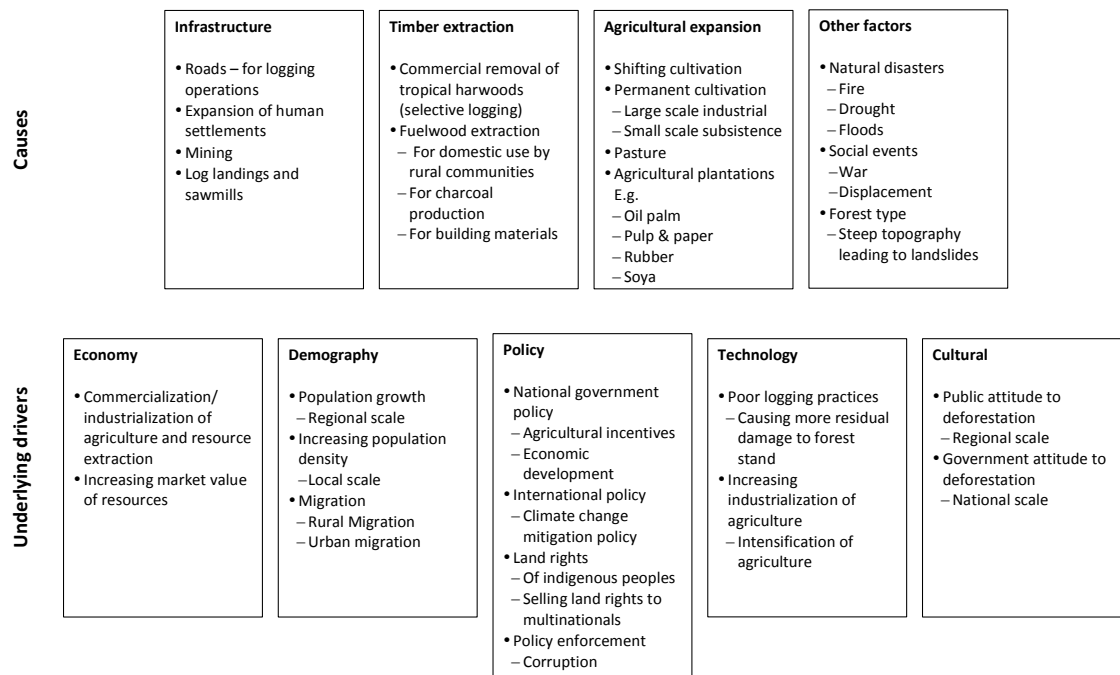 Causes
Infrastructure
• Roads – for logging
operations
• Expansion of human
settlements
• Mining
• Log landings and
sawmills
Timber extraction
• Commercial removal of
tropical harwoods
(selective logging)
• Fuelwood extraction
– For domestic use by
rural communities
– For charcoal
production
– For building materials
Agricultural expansion
• Shifting cultivation
• Permanent cultivation
– Large scale industrial
– Small scale subsistence
• Pasture
• Agricultural plantations
E.g.
– Oil palm
– Pulp & paper
– Rubber
– Soya
Other factors
• Natural disasters
– Fire
– Drought
– Floods
• Social events
– War
– Displacement
• Forest type
– Steep topography
leading to landslides
Underlying drivers
Economy
• Commercialization/
industrialization of
agriculture and resource
extraction
• Increasing market value
of resources
Demography
• Population growth
– Regional scale
• Increasing population
density
– Local scale
• Migration
– Rural Migration
– Urban migration
Policy
• National government
policy
– Agricultural incentives
– Economic
development
• International policy
– Climate change
mitigation policy
• Land rights
– Of indigenous peoples
– Selling land rights to
multinationals
• Policy enforcement
– Corruption
Technology
• Poor logging practices
– Causing more residual
damage to forest
stand
• Increasing
industrialization of
agriculture
– Intensification of
agriculture
Cultural
• Public attitude to
deforestation
– Regional scale
• Government attitude to
deforestation
– National scale